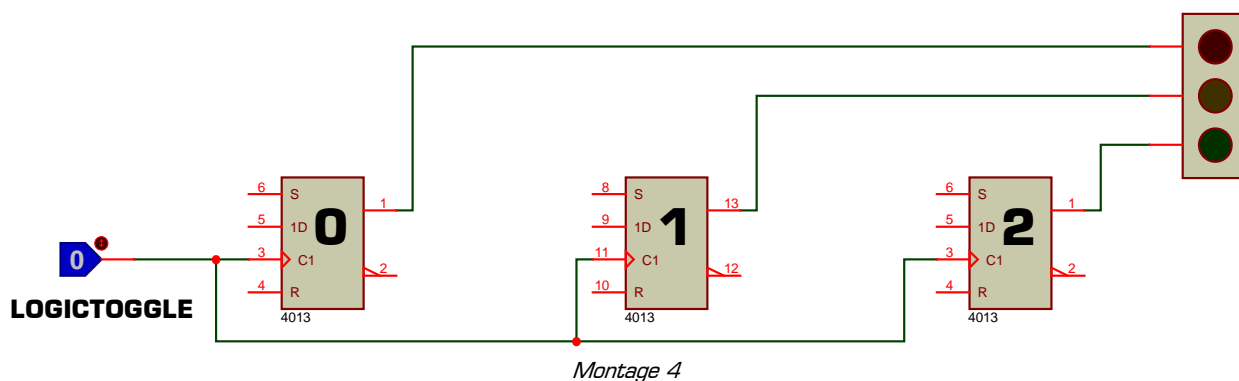 6 S 1
5 1D 0
3 C1 2
4 R
4013
8 S 13
9 1D 1
11 C1 12
10 R
4013
6 S 1
5 1D 2
3 C1 2
4 R
4013
0
LOGICTOGGLE
Montage 4